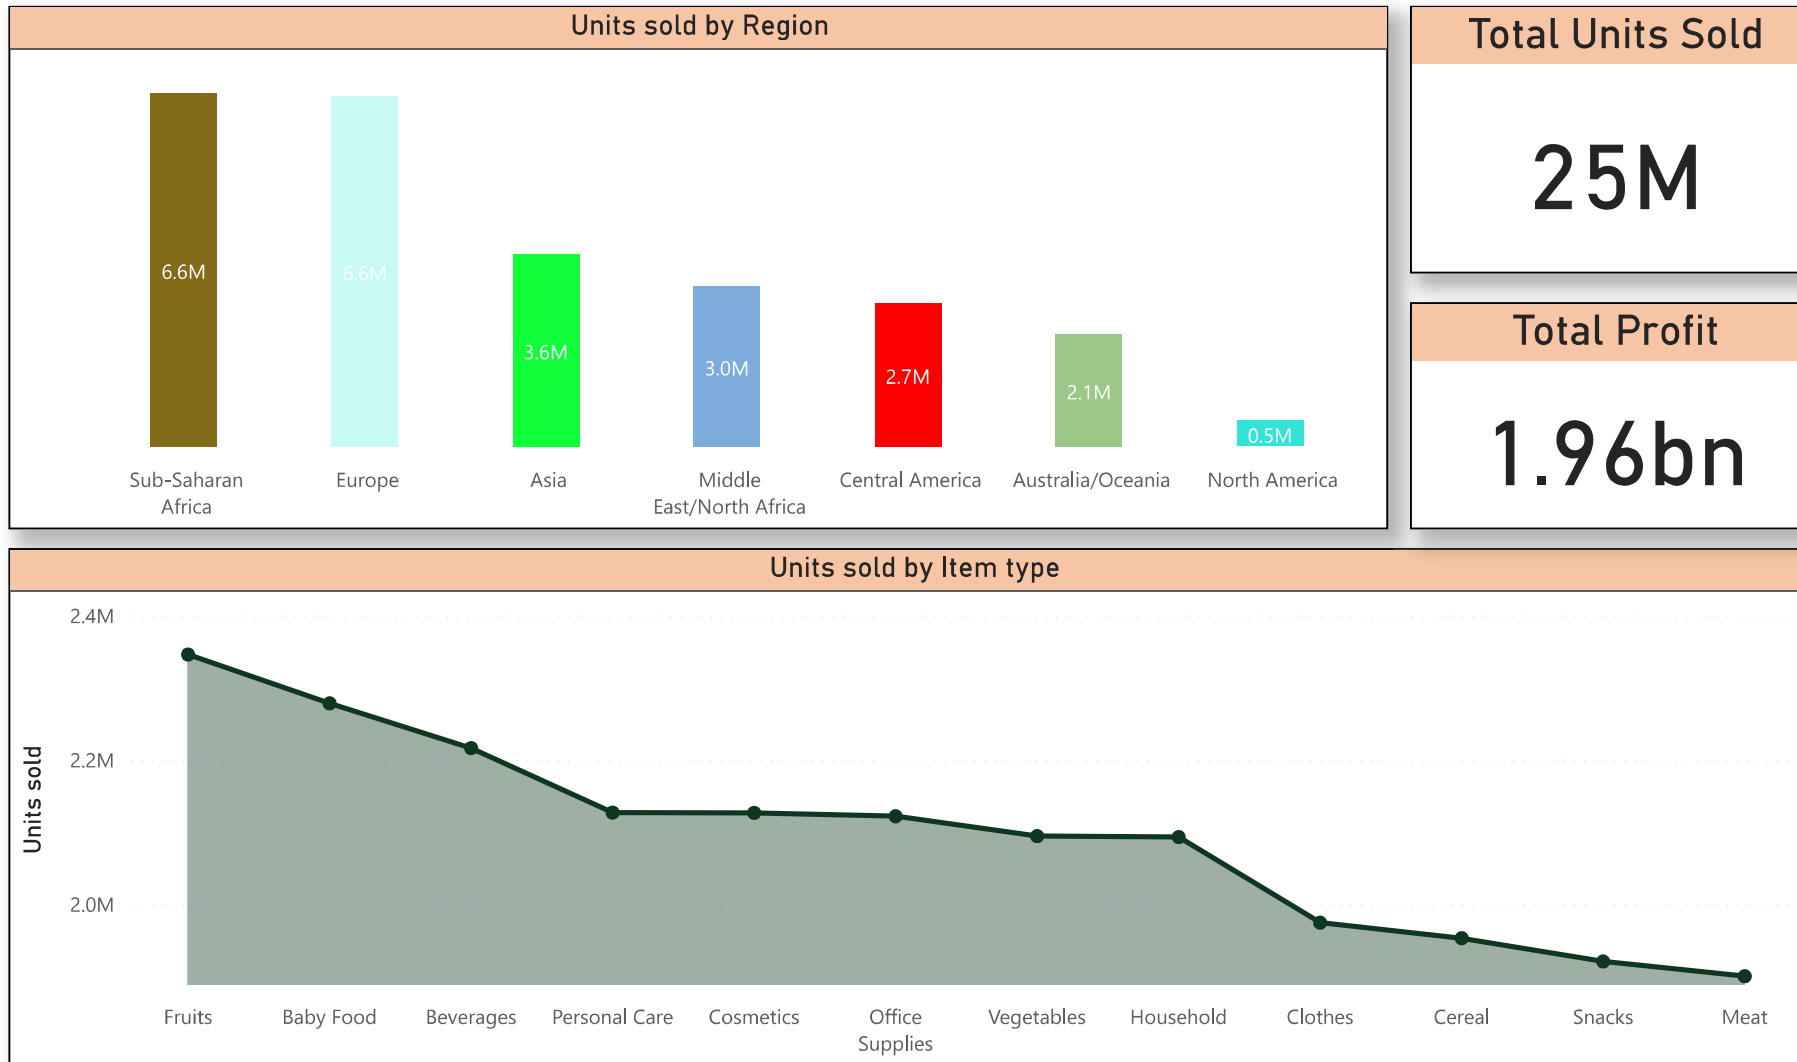 Units sold by Region
6.6M
6.6M
3.6M
3.0M
2.7M
2.1M
0.5M
Sub-Saharan
Africa
Europe
Asia
Middle
East/North Africa
Central America
Australia/Oceania
North America
Total Units Sold
25M
Total Profit
1.96bn
Units sold by Item type
Units sold
2.4M
2.2M
2.0M
Fruits
Baby Food
Beverages
Personal Care
Cosmetics
Office
Supplies
Vegetables
Household
Clothes
Cereal
Snacks
Meat